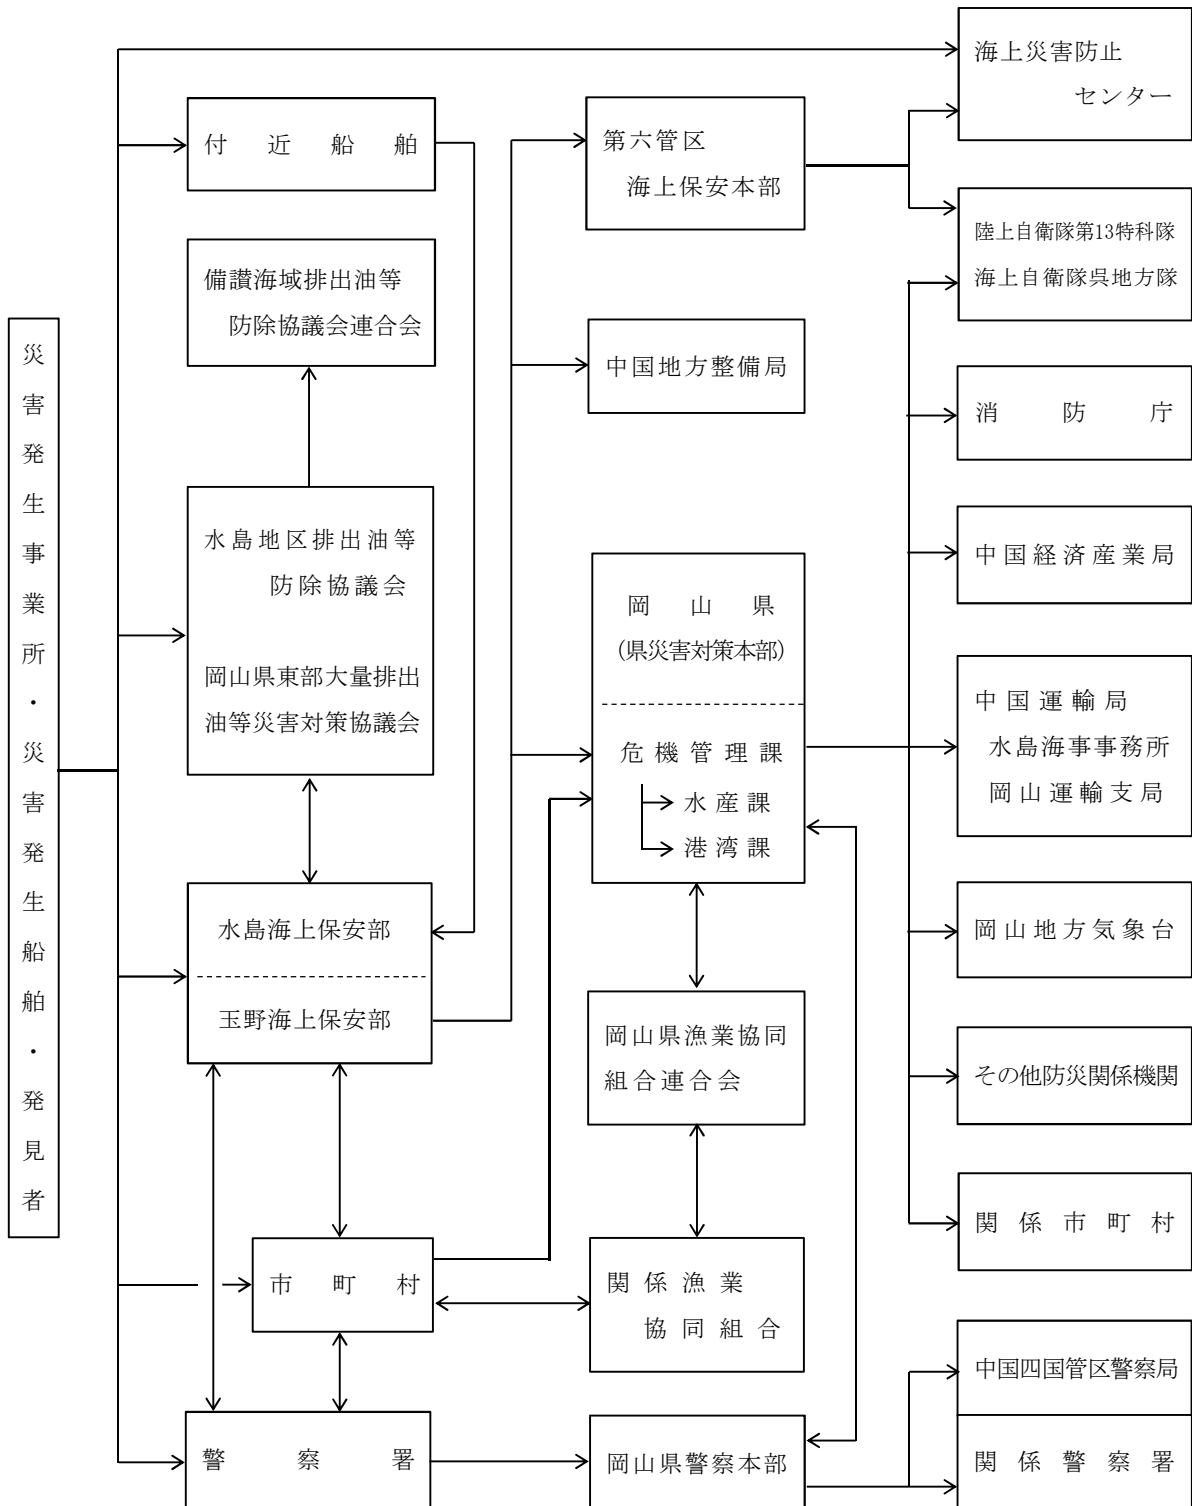 災害発生事業所・災害発生船舶・発見者
付近船舶
備讃海域排出油等
防除協議会連合会
水島地区排出油等
防除協議会
岡山県東部大量排出
油等災害対策協議会
水島海上保安部
玉野海上保安部
市町村
警察署
第六管区
海上保安本部
中国地方整備局
岡山県
(県災害対策本部)
危機管理課
水産課
港湾課
岡山県漁業協同
組合連合会
関係漁業
協同組合
岡山県警察本部
海上災害防止
センター
陸上自衛隊第13特科隊
海上自衛隊呉地方隊
消防庁
中国経済産業局
中国運輸局
水島海事事務所
岡山運輸支局
岡山地方気象台
その他防災関係機関
関係市町村
中国四国管区警察局
関係警察署